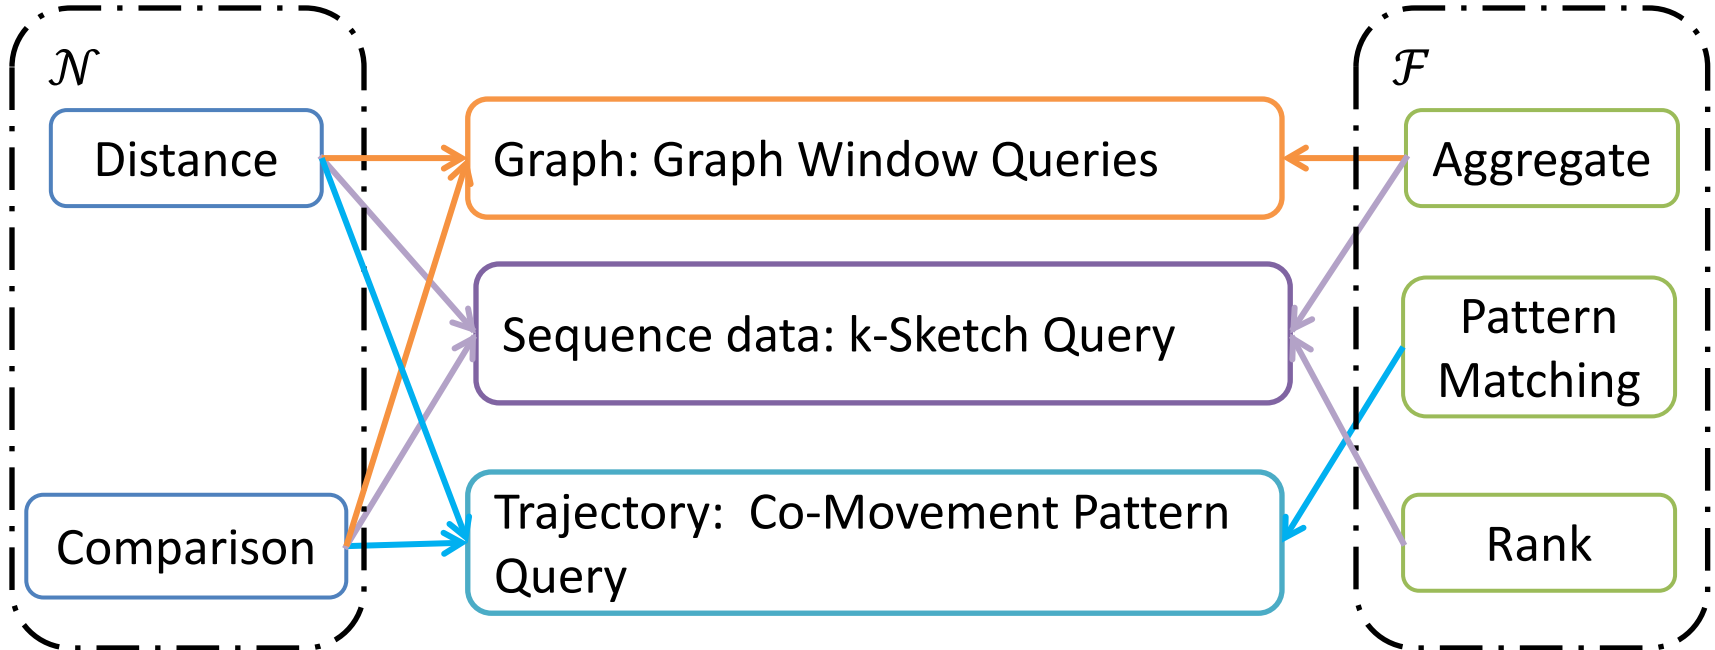 𝒩
Distance
Comparison
Graph: Graph Window Queries
Sequence data: k-Sketch Query
Trajectory:  Co-Movement Pattern
Query
ℱ
Aggregate
Pattern
Matching
Rank